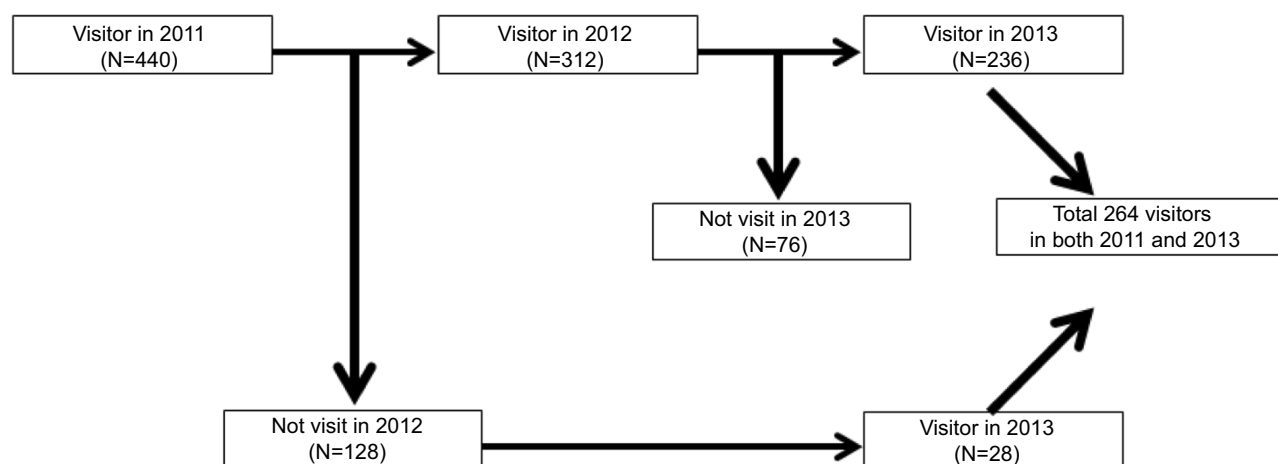 Visitor in 2011
(N=440)
Visitor in 2012
(N=312)
Visitor in 2013
(N=236)
Not visit in 2013
(N=76)
Total 264 visitors
in both 2011 and 2013
Not visit in 2012
(N=128)
Visitor in 2013
(N=28)